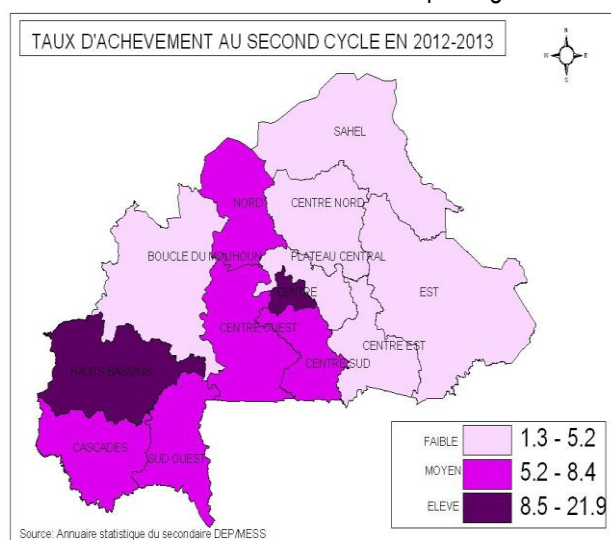 TAUX D'ACHEVEMENT AU SECOND CYCLE EN 2012-2013
N
W E
S
SAHEL
NORD
CENTRE NORD
BOUCLE DU MOUHOUN
PLATEAU CENTRAL
CENTRE
EST
CENTRE OUEST
CENTRE EST
CENTRE SUD
HAUTS BASSINS
CASCADES
SUD OUEST
FAIBLE 1.3 - 5.2
MOYEN 5.2 - 8.4
ELEVE 8.5 - 21.9
Source: Annuaire statistique du secondaire DEP/MESS